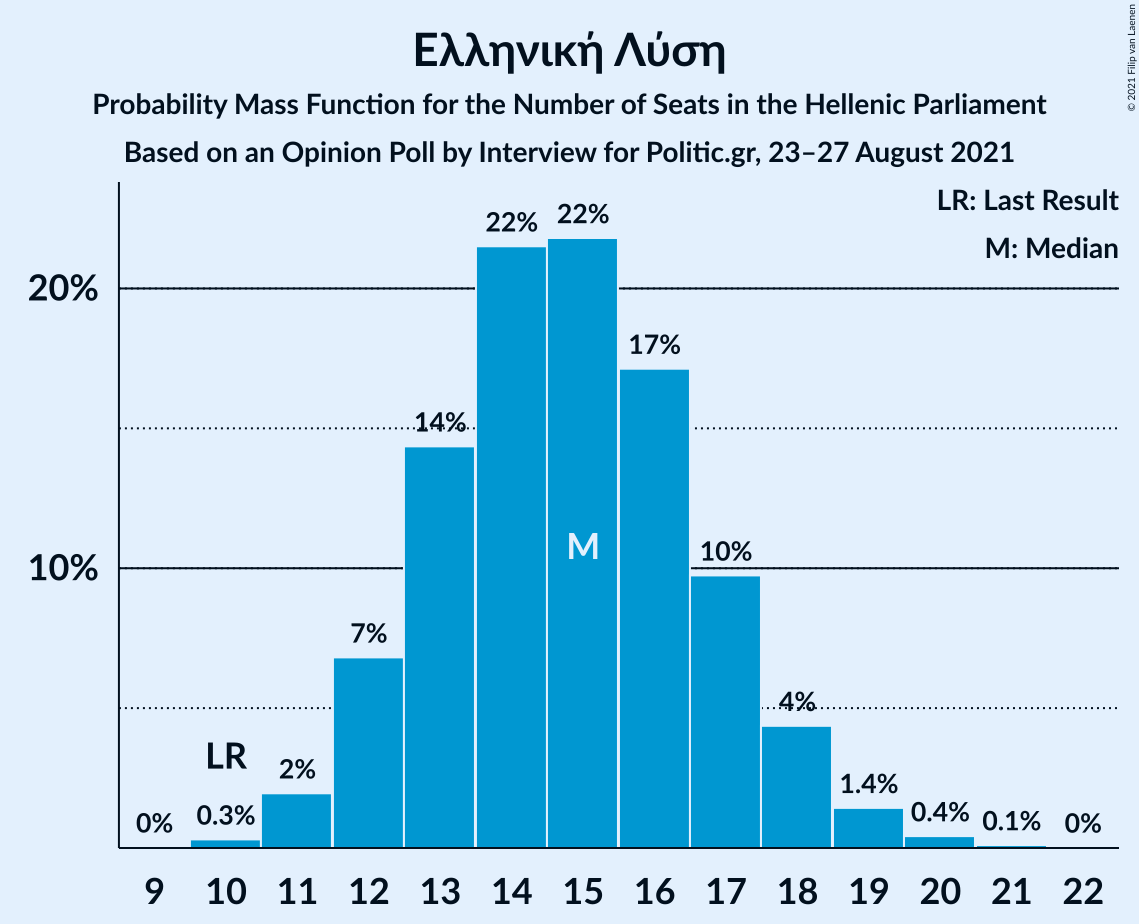 Ελληνική Λύση
Probability Mass Function for the Number of Seats in the Hellenic Parliament
Based on an Opinion Poll by Interview for Politic.gr, 23–27 August 2021
© 2021 Filip van Laenen
LR: Last Result
M: Median
20%
10%
0%
0.3%
2%
7%
14%
22%
22%
17%
10%
4%
1.4%
0.4%
0.1%
0%
LR
M
9 10 11 12 13 14 15 16 17 18 19 20 21 22